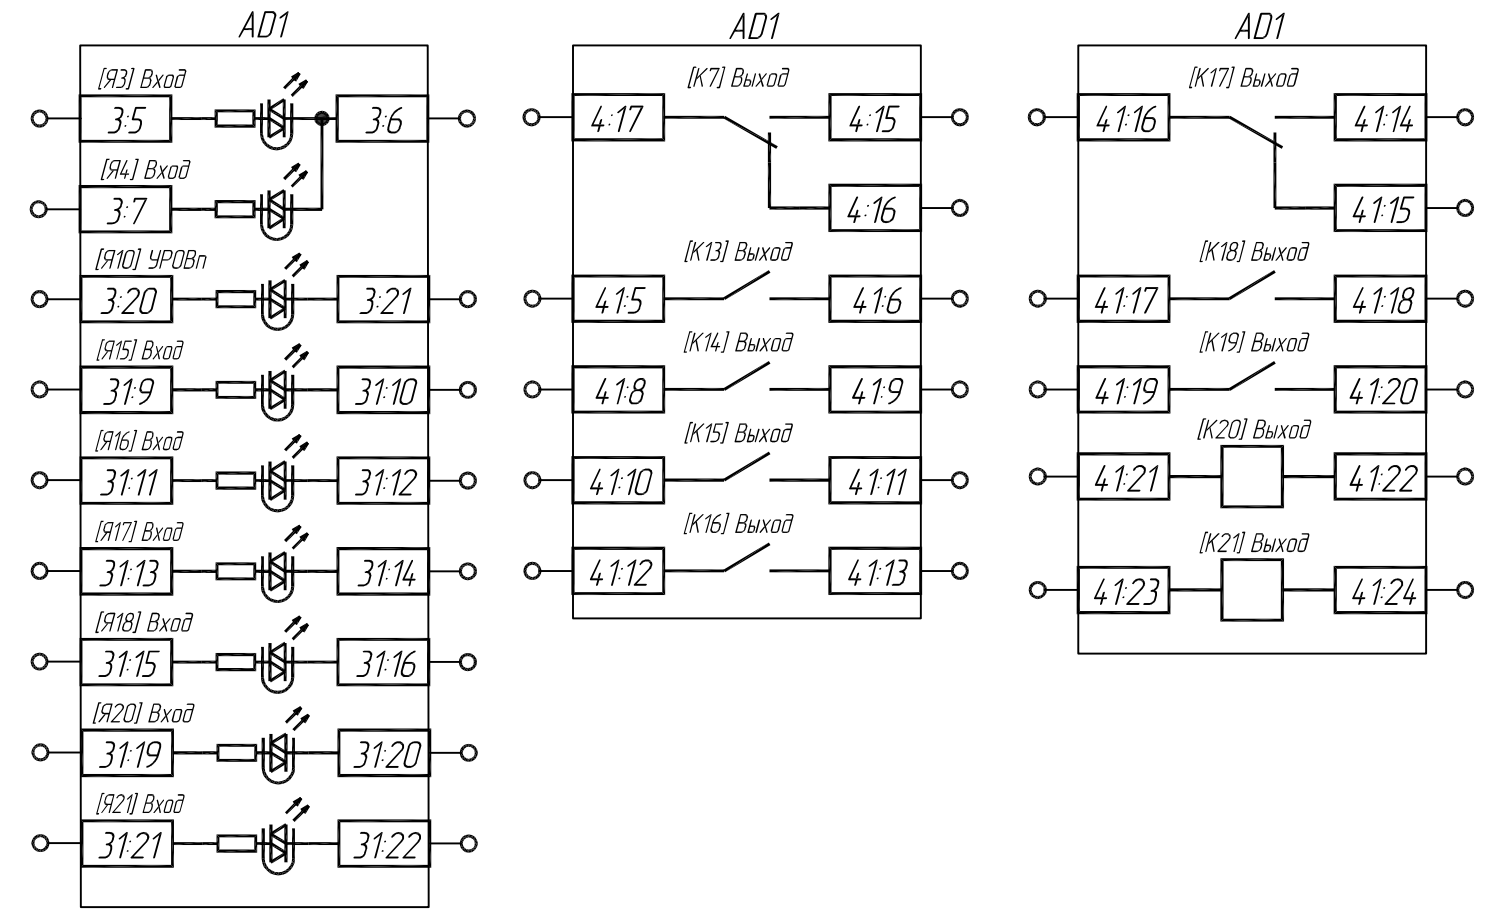 AD1
[Я3] Вход
3:5
3:6
[Я4] Вход
3:7
[Я10] УРОВп
3:20
3:21
[Я15] Вход
31:9
31:10
[Я16] Вход
31:11
31:12
[Я17] Вход
31:13
31:14
[Я18] Вход
31:15
31:16
[Я20] Вход
31:19
31:20
[Я21] Вход
31:21
31:22
AD1
[К7] Выход
4:17
4:15
4:16
[К13] Выход
41:5
41:6
[К14] Выход
41:8
41:9
[К15] Выход
41:10
41:11
[К16] Выход
41:12
41:13
AD1
[К17] Выход
41:16
41:14
41:15
[К18] Выход
41:17
41:18
[К19] Выход
41:19
41:20
[К20] Выход
41:21
41:22
[К21] Выход
41:23
41:24